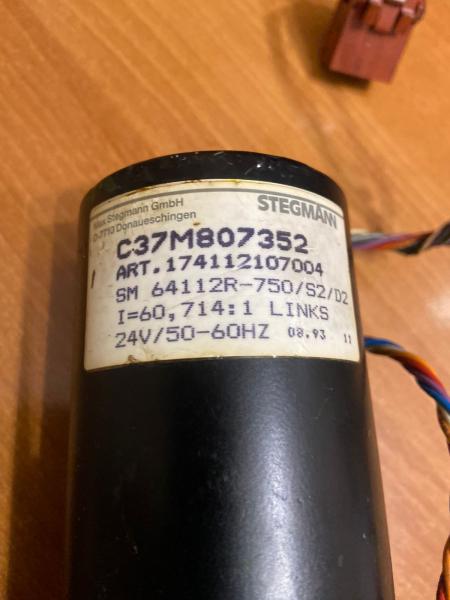 Max Stegmann GmbH
D-7710 Donaueschingen
STEGMANN
C37M807352
ART.174112107004
SM 64112R-750/S2/D2
I=60,714:1 LINKS
24V/50-60HZ 08.93 11